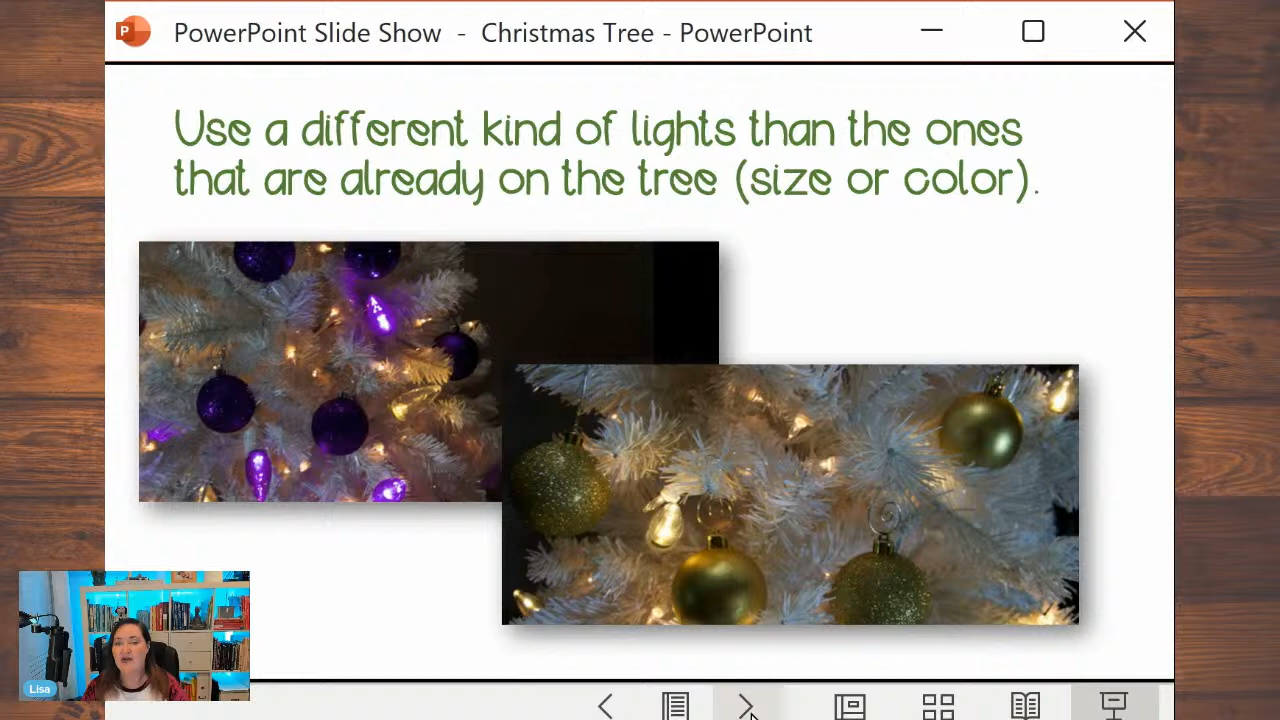 PowerPoint Slide Show - Christmas Tree - PowerPoint
Use a different kind of lights than the ones
that are already on the tree (size or color).
Lisa